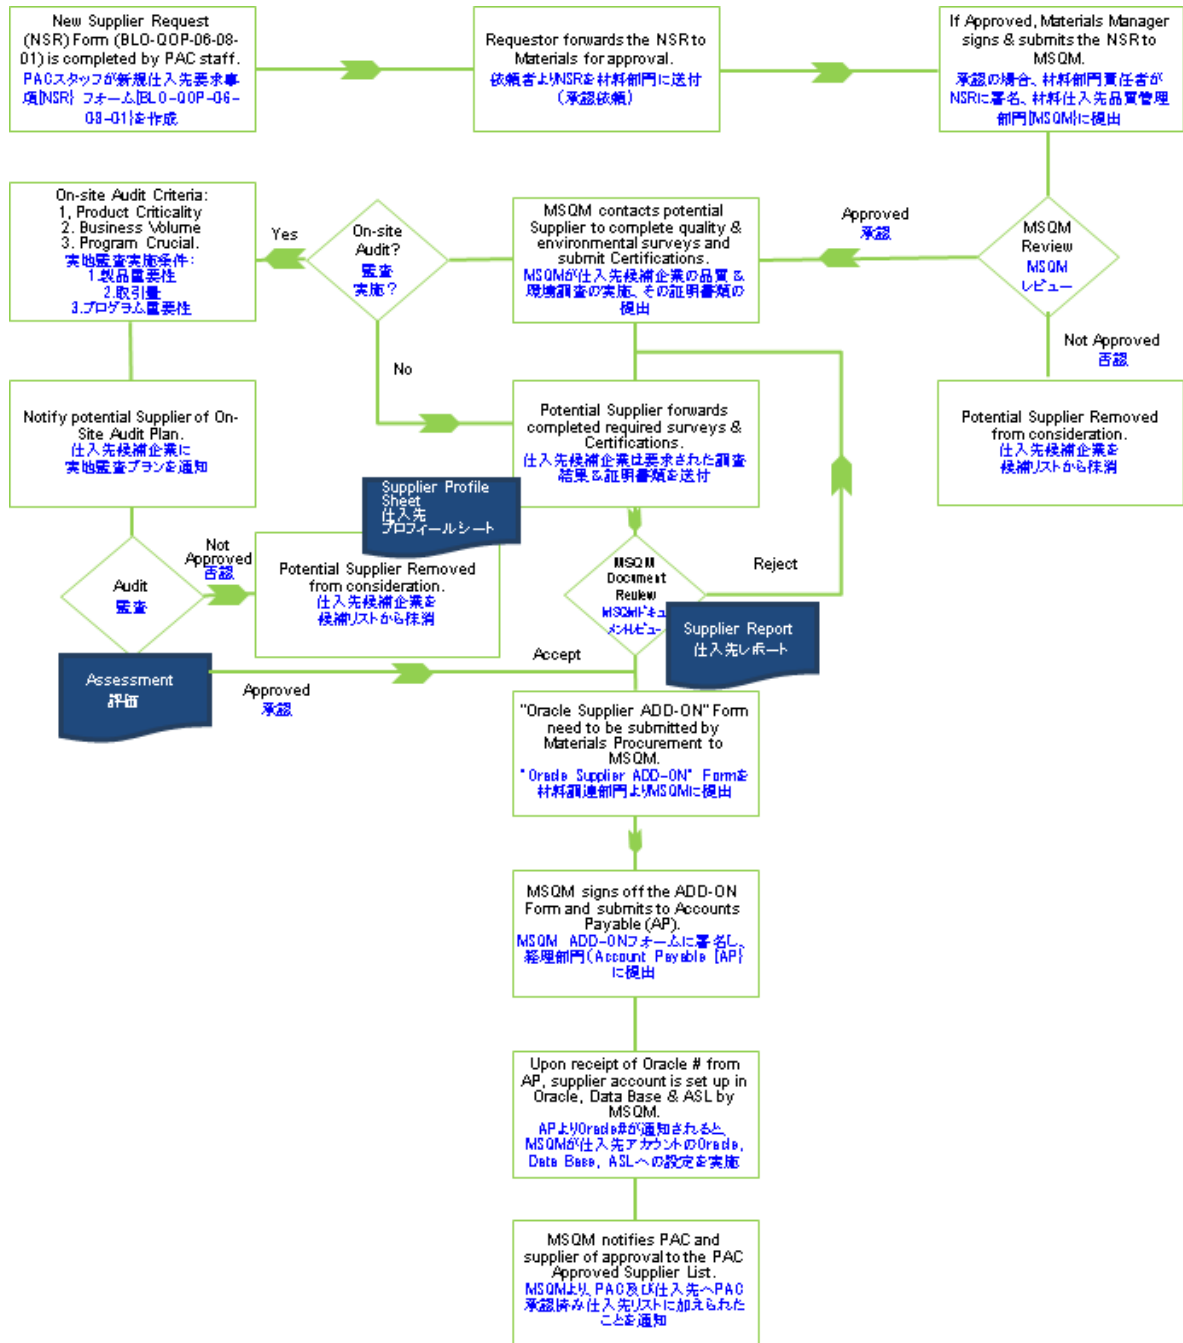 New Supplier Request
(NSR) Form (BLO-QOP-06-08-
01) is completed by PAC staff.
PACスタッフが新規仕入先要求事
項[NSR} フォーム[BLO-QOP-06-
08-01}を作成
Requestor forwards the NSR to
Materials for approval.
依頼者よりNSRを材料部門に送付
(承認依頼)
If Approved, Materials Manager
signs & submits the NSR to
MSQM.
承認の場合、材料部門責任者が
NSRに署名、材料仕入先品質管理
部門[MSQM}に提出
On-site Audit Criteria:
1, Product Criticality
2. Business Volume
3. Program Crucial.
実地監査実施条件:
1.製品重要性
2.取引量
3.プログラム重要性
Yes
On-site
Audit?
監査
実施?
MSQM contacts potential
Supplier to complete quality &
environmental surveys and
submit Certifications.
MSQMが仕入先候補企業の品質&
環境調査の実施、その証明書類の
提出
Approved
承認
MSQM
Review
MSQM
レビュー
No
Not Approved
否認
Notify potential Supplier of On-
Site Audit Plan.
仕入先候補企業に
実地監査プランを通知
Potential Supplier forwards
completed required surveys &
Certifications.
仕入先候補企業は要求された調査
結果&証明書類を送付
Potential Supplier Removed
from consideration.
仕入先候補企業を
候補リストから抹消
Supplier Profile
Sheet
仕入先
プロフィールシート
Audit
監査
Not
Approved
否認
Potential Supplier Removed
from consideration.
仕入先候補企業を
候補リストから抹消
MSQM
Document
Review
MSQMドキュ
メントレビュー
Reject
Supplier Report
仕入先レポート
Assessment
評価
Approved
承認
Accept
"Oracle Supplier ADD-ON" Form
need to be submitted by
Materials Procurement to
MSQM.
"Oracle Supplier ADD-ON" Formを
材料調達部門よりMSQMに提出
MSQM signs off the ADD-ON
Form and submits to Accounts
Payable (AP).
MSQM ADD-ONフォームに署名し、
経理部門(Account Payable [AP}
に提出
Upon receipt of Oracle # from
AP, supplier account is set up in
Oracle, Data Base & ASL by
MSQM.
APよりOracle#が通知されると、
MSQMが仕入先アカウントのOracle,
Data Base, ASLへの設定を実施
MSQM notifies PAC and
supplier of approval to the PAC
Approved Supplier List.
MSQMより、PAC及び仕入先へPAC
承認済み仕入先リストに加えられた
ことを通知